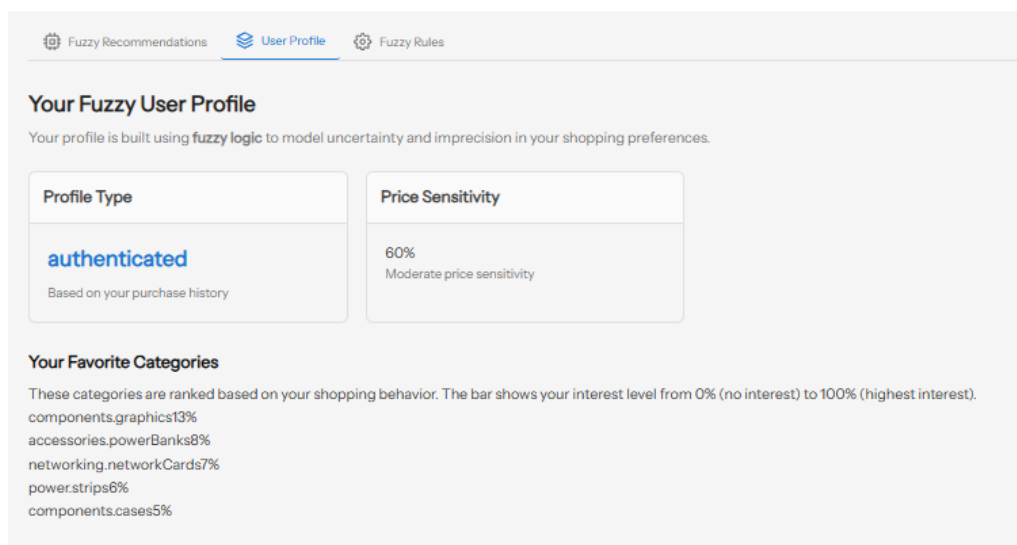 Fuzzy Recommendations User Profile Fuzzy Rules
Your Fuzzy User Profile
Your profile is built using fuzzy logic to model uncertainty and imprecision in your shopping preferences.
Profile Type
authenticated
Based on your purchase history
Price Sensitivity
60%
Moderate price sensitivity
Your Favorite Categories
These categories are ranked based on your shopping behavior. The bar shows your interest level from 0% (no interest) to 100% (highest interest).
components.graphics13%
accessories.powerBanks8%
networking.networkCards7%
power.strips6%
components.cases5%